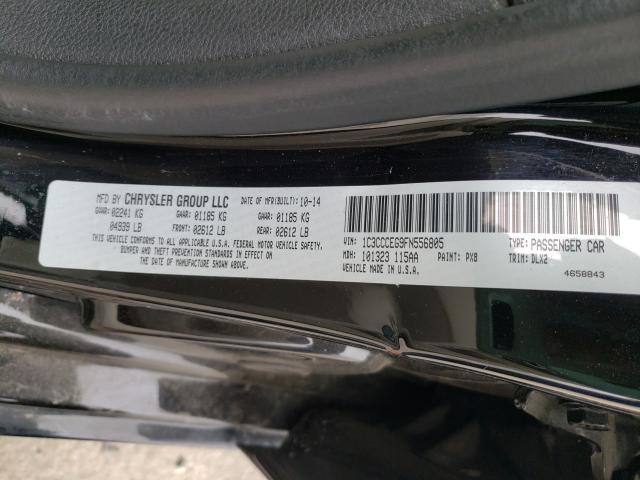 MFD BY CHRYSLER GROUP LLC DATE OF MFR(BUILT): 10-14
GVWR: 02241 KG GAWR: 01185 KG GAWR: 01185 KG
04939 LB FRONT: 02612 LB REAR: 02612 LB
THIS VEHICLE CONFORMS TO ALL APPLICABLE U.S.A. FEDERAL MOTOR VEHICLE SAFETY,
BUMPER AND THEFT PREVENTION STANDARDS IN EFFECT ON
THE DATE OF MANUFACTURE SHOWN ABOVE.
MADE IN U.S.A.
VIN: 1C3CCCEG9FN556805 TYPE: PASSENGER CAR
MDH: 101323 115AA PAINT: PX8 TRIM: DLX2
4658843